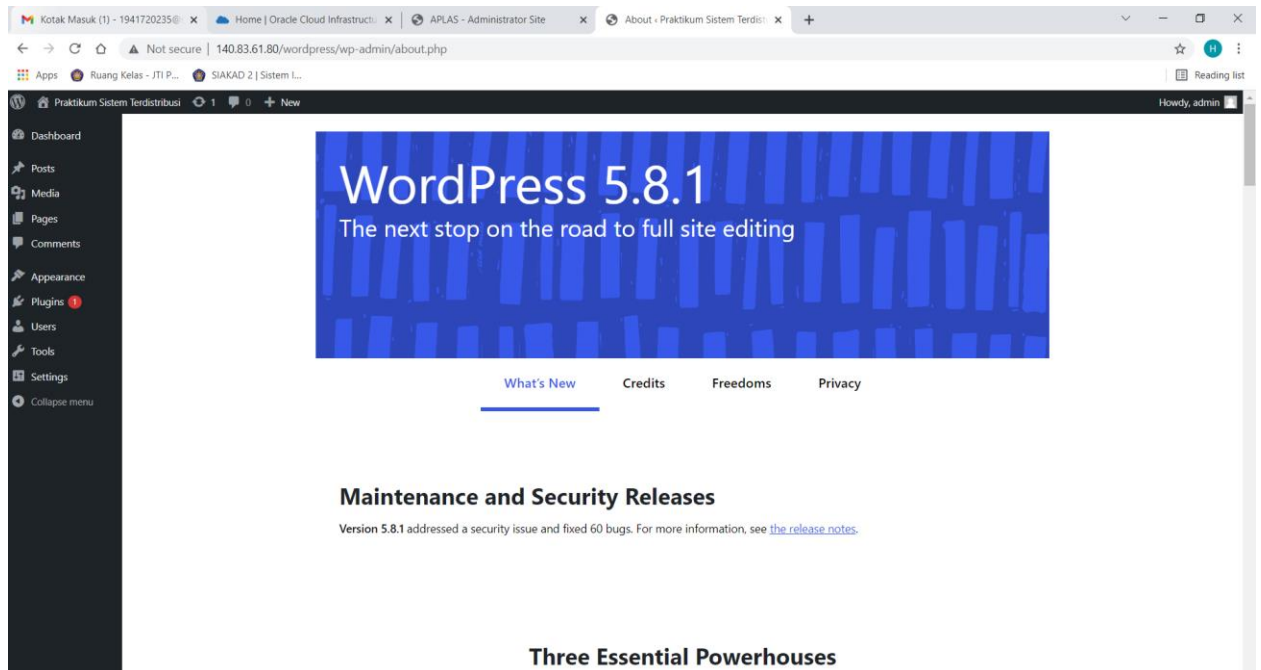 Kotak Masuk (1) - 1941720235@
Home | Oracle Cloud Infrastructu
APLAS - Administrator Site
About ‹ Praktikum Sistem Terdist
Not secure | 140.83.61.80/wordpress/wp-admin/about.php
H
Apps
Ruang Kelas - JTI P...
SIAKAD 2 | Sistem I...
Reading list
Praktikum Sistem Terdistribusi 1 0 + New
Howdy, admin
Dashboard
Posts
Media
Pages
Comments
Appearance
Plugins 1
Users
Tools
Settings
Collapse menu
WordPress 5.8.1
The next stop on the road to full site editing
What's New Credits Freedoms Privacy
Maintenance and Security Releases
Version 5.8.1 addressed a security issue and fixed 60 bugs. For more information, see the release notes.
Three Essential Powerhouses